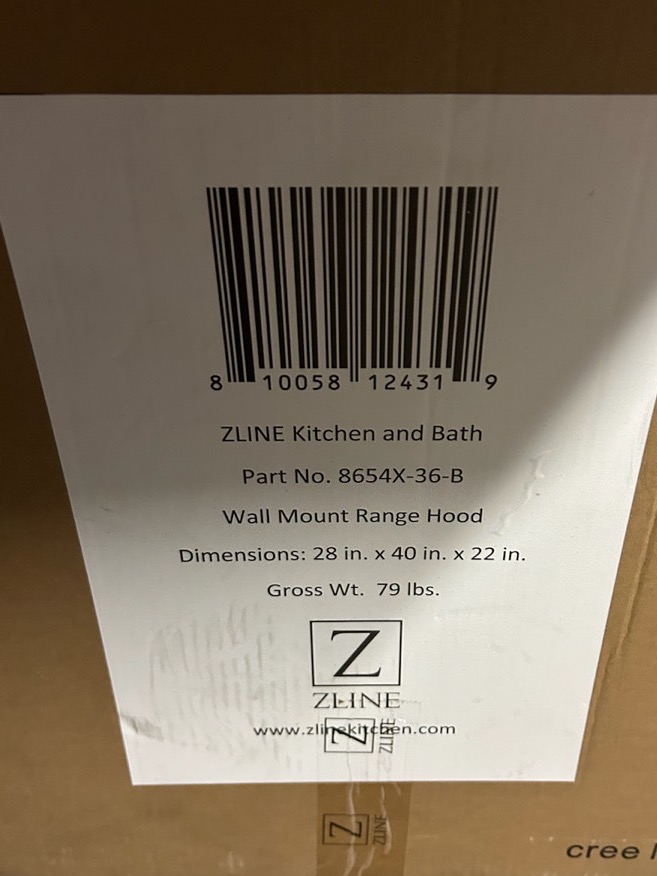 8 10058 12431 9
ZLINE Kitchen and Bath
Part No. 8654X-36-B
Wall Mount Range Hood
Dimensions: 28 in. x 40 in. x 22 in.
Gross Wt. 79 lbs.
Z
ZLINE
www.zlinekitchen.com
Z ZLINE
Z ZLINE
cree